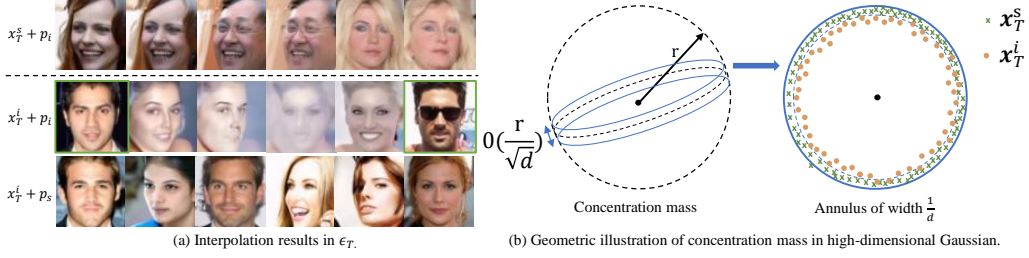 x_T^s + p_i
x_T^i + p_i
x_T^i + p_s
(a) Interpolation results in ϵ_T.
r
0(r/√d)
Concentration mass
x_T^s
x_T^i
Annulus of width 1/d
(b) Geometric illustration of concentration mass in high-dimensional Gaussian.